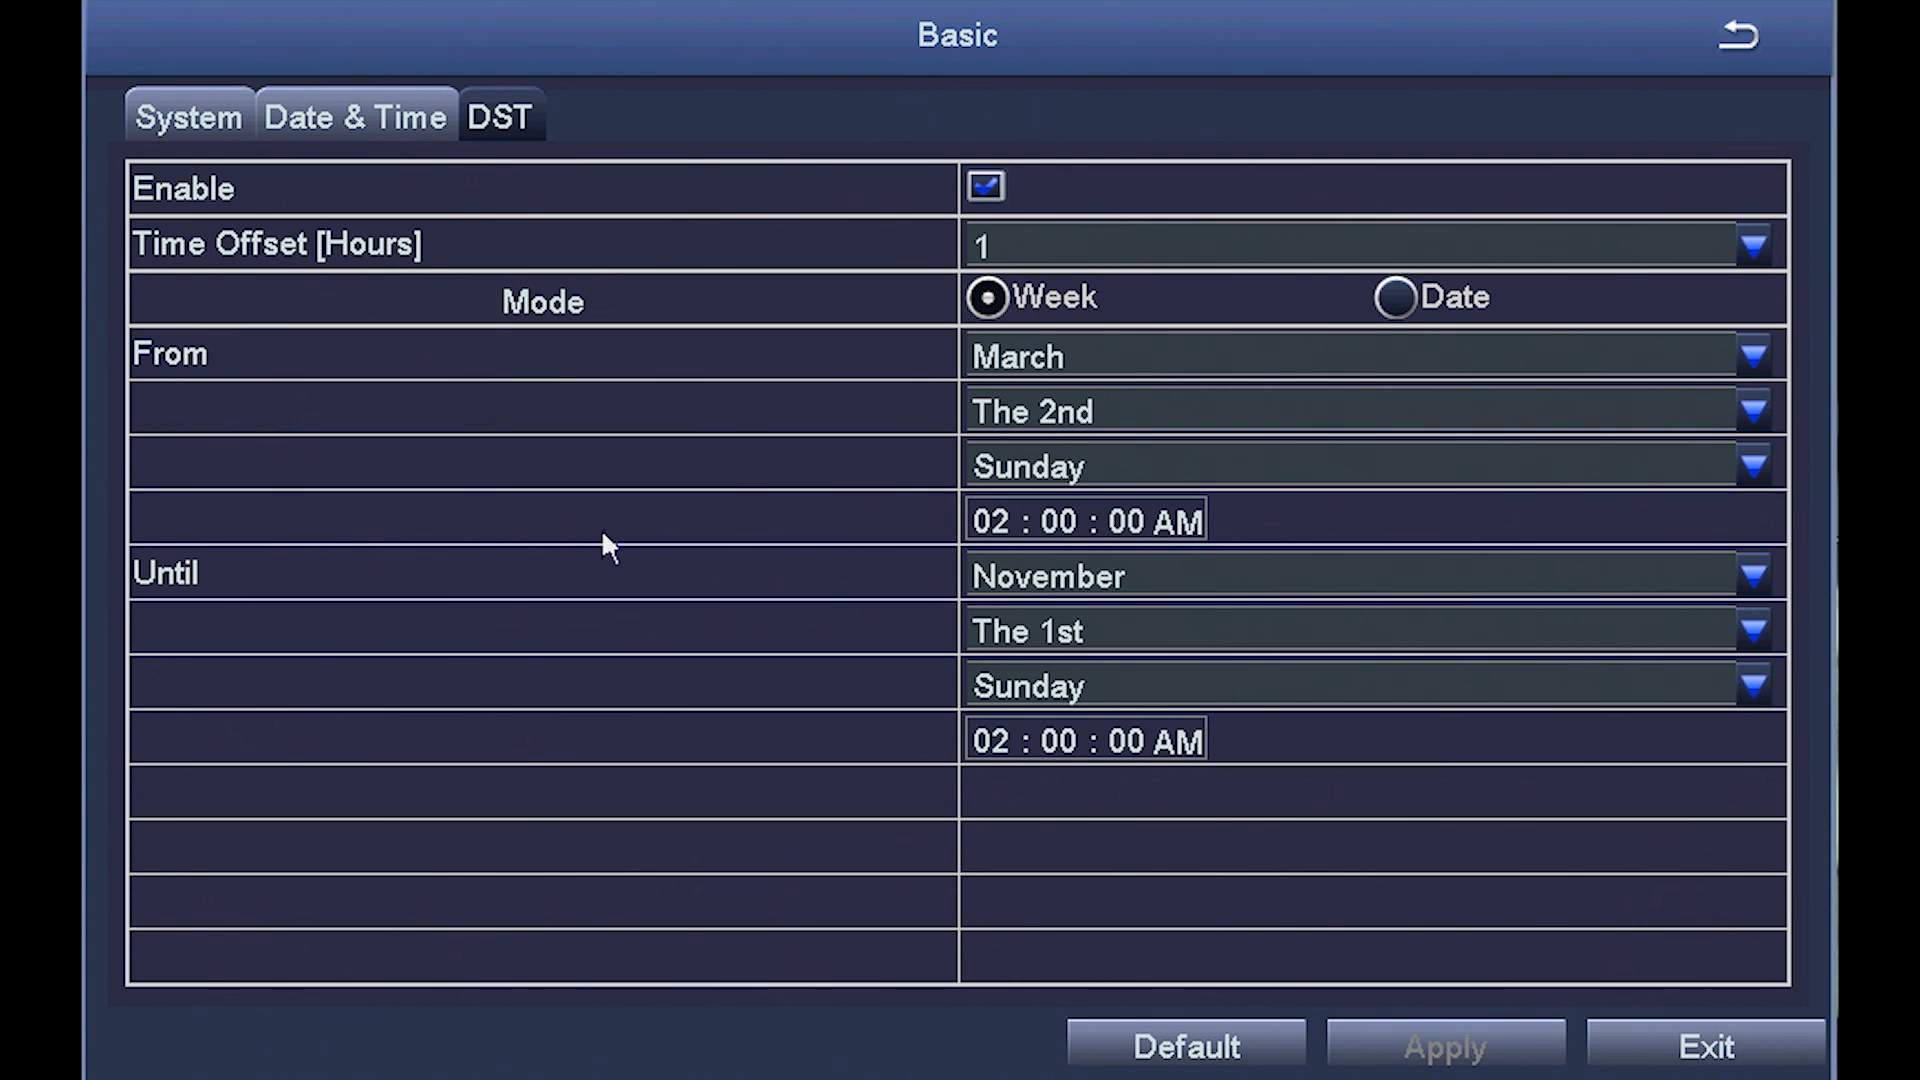 Basic
System Date & Time DST
Enable
Time Offset [Hours] 1
Mode Week Date
From March
The 2nd
Sunday
02 : 00 : 00 AM
Until November
The 1st
Sunday
02 : 00 : 00 AM
Default Apply Exit